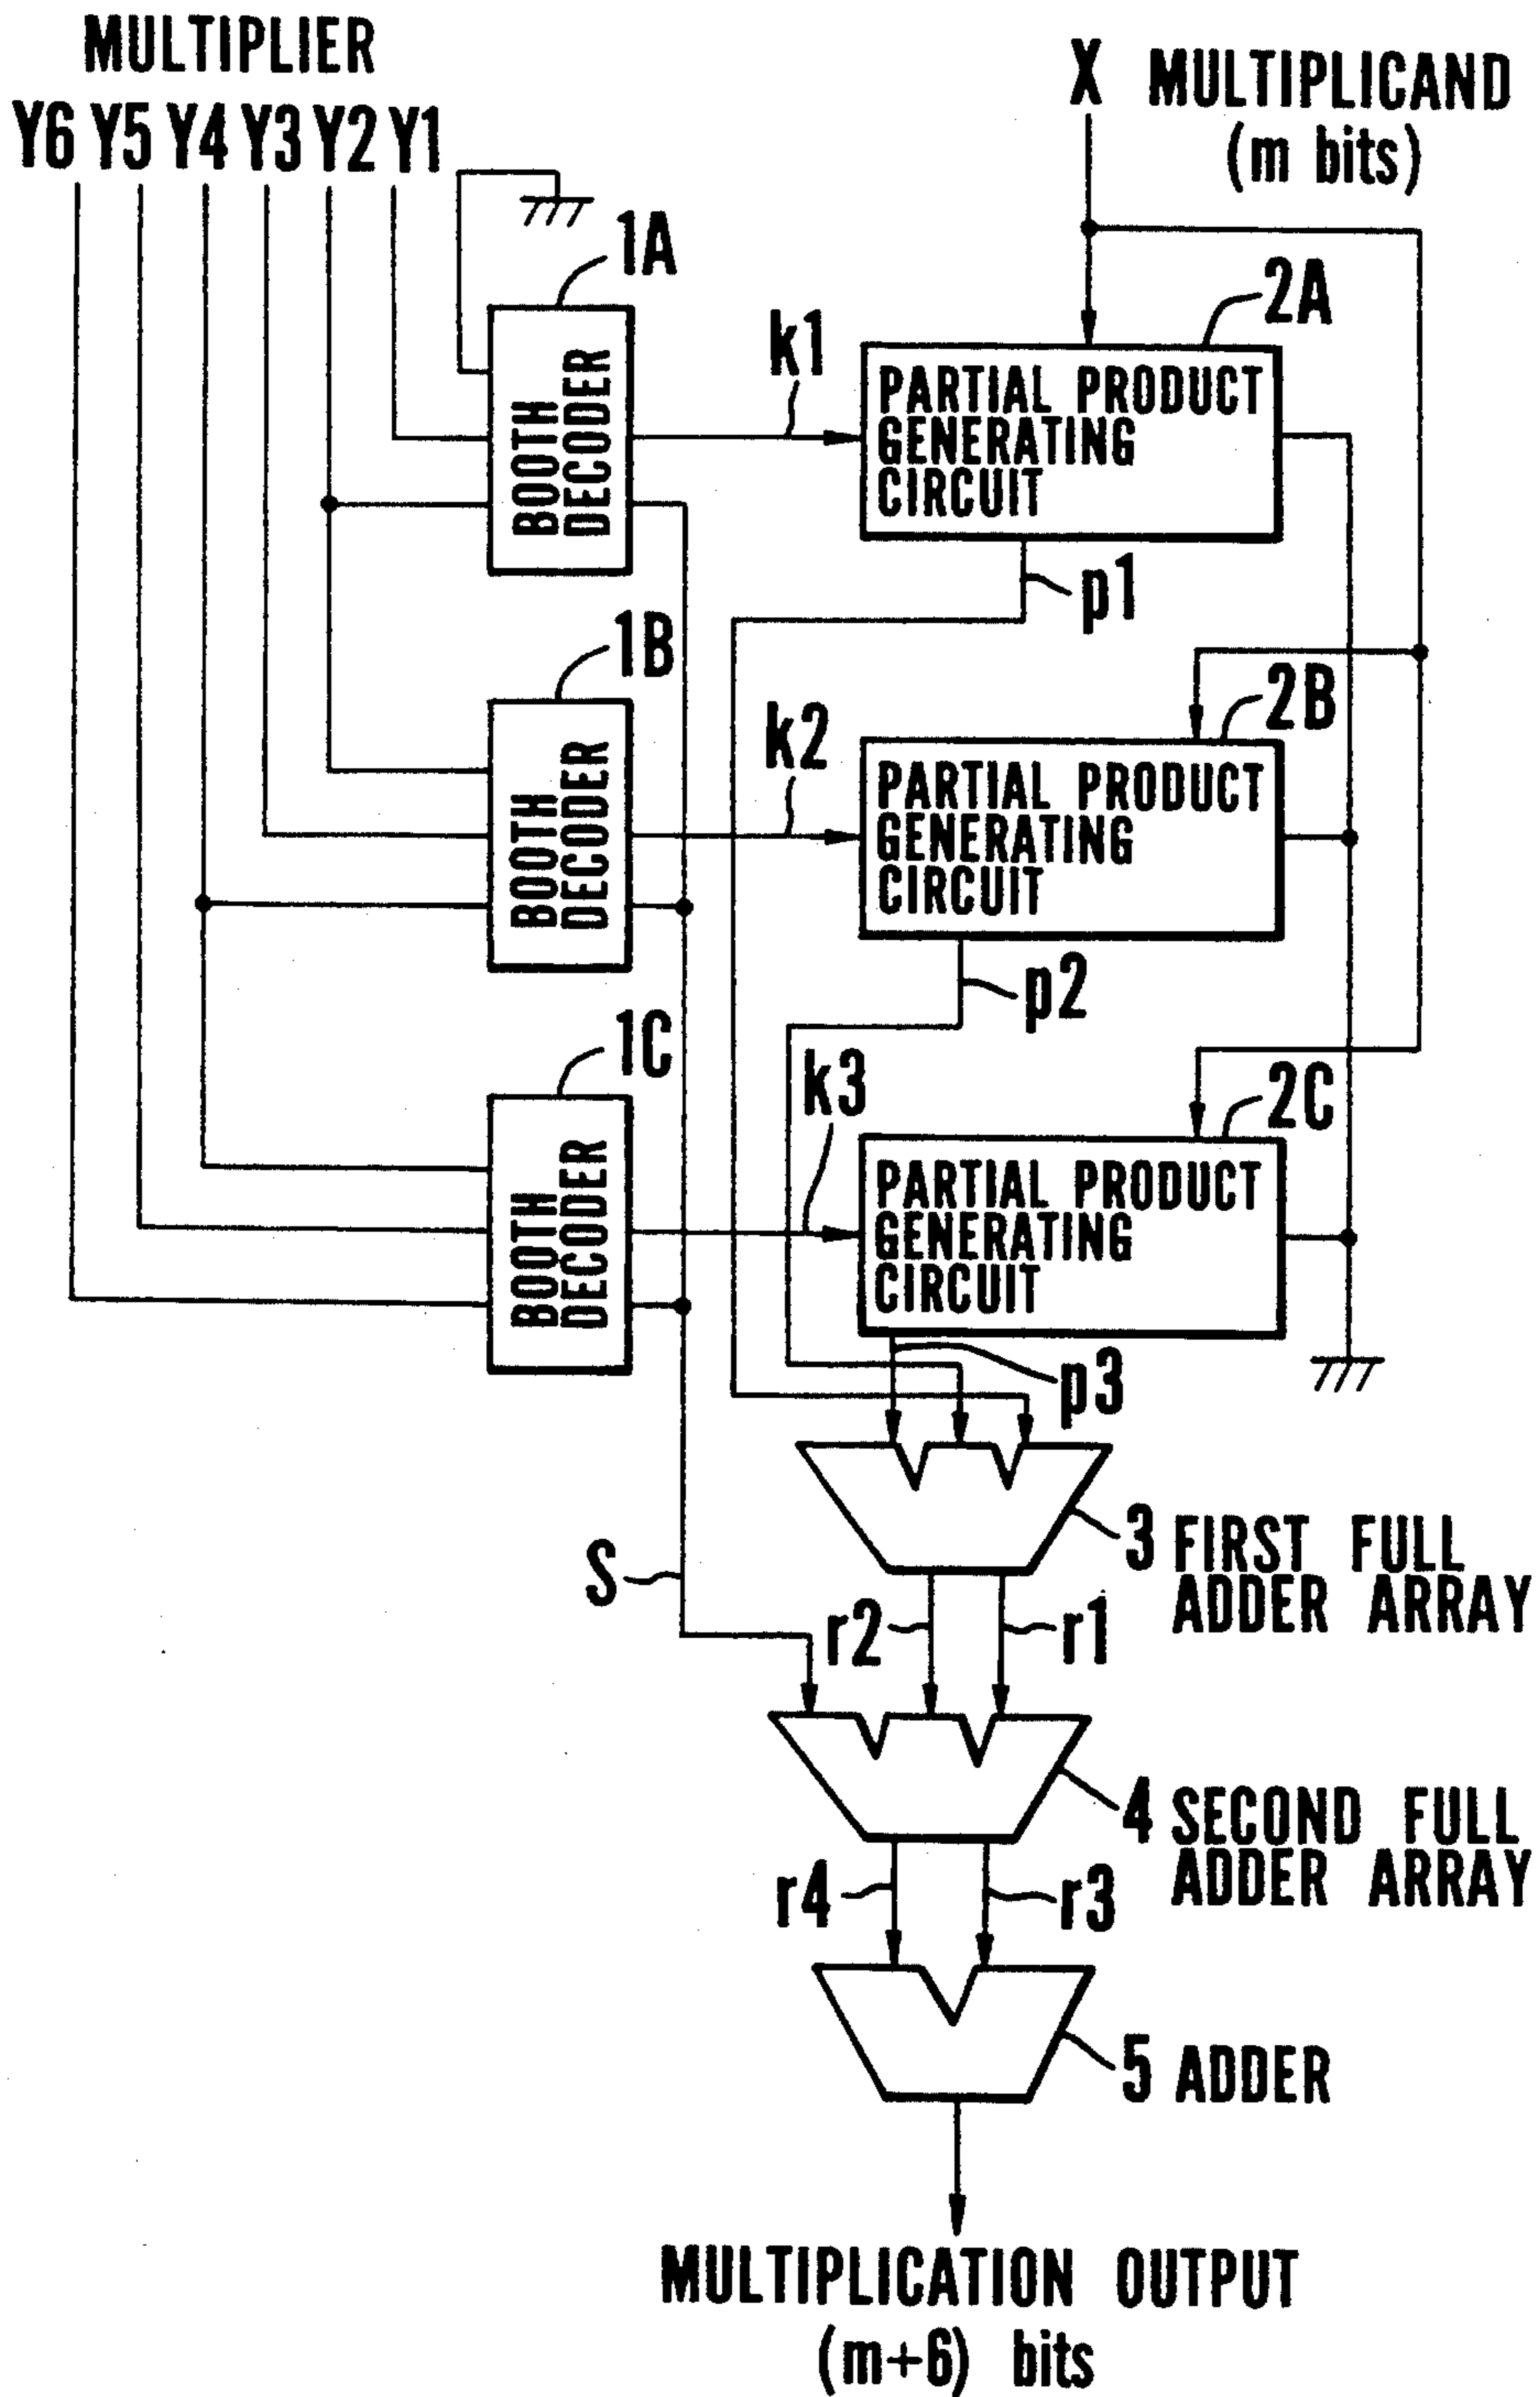 MULTIPLIER
Y6 Y5 Y4 Y3 Y2 Y1
X MULTIPLICAND
(m bits)
1A
BOOTH
DECODER
k1
2A
PARTIAL PRODUCT
GENERATING
CIRCUIT
p1
1B
BOOTH
DECODER
k2
2B
PARTIAL PRODUCT
GENERATING
CIRCUIT
p2
1C
BOOTH
DECODER
k3
2C
PARTIAL PRODUCT
GENERATING
CIRCUIT
p3
3 FIRST FULL
ADDER ARRAY
S
r2
r1
4 SECOND FULL
ADDER ARRAY
r4
r3
5 ADDER
MULTIPLICATION OUTPUT
(m+6) bits